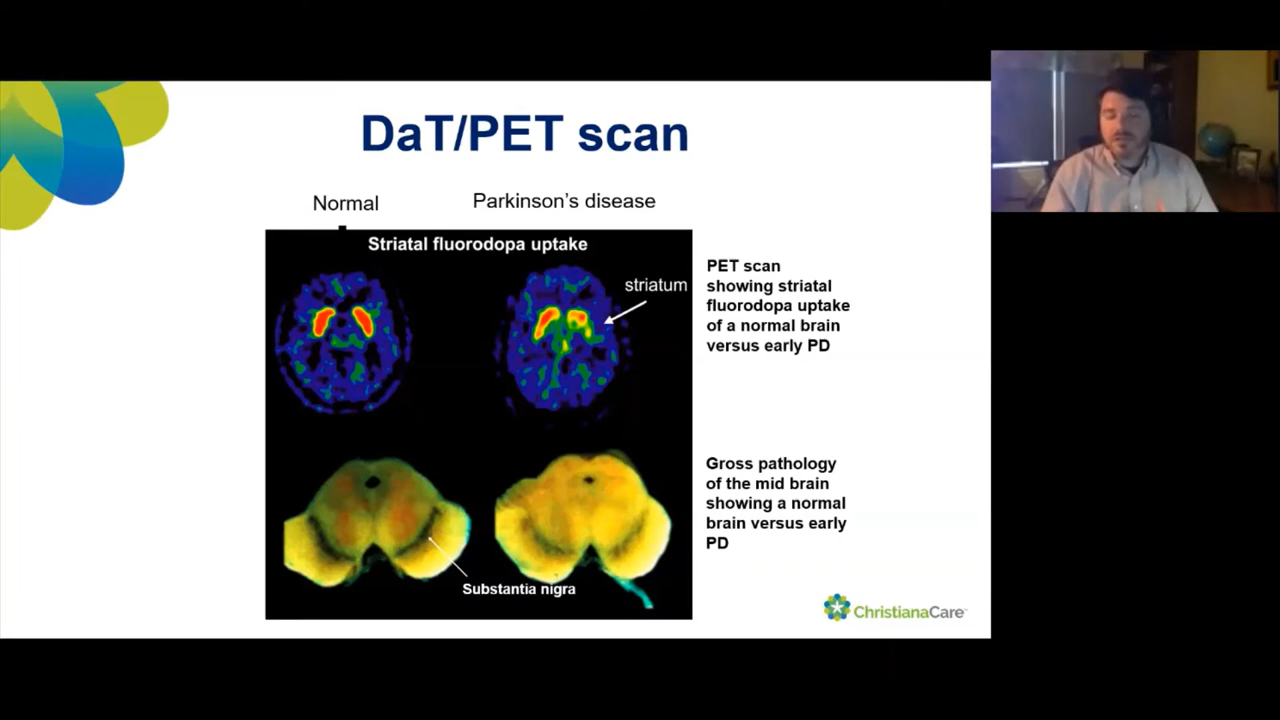 DaT/PET scan
Normal
Parkinson's disease
Striatal fluorodopa uptake
striatum
PET scan
showing striatal
fluorodopa uptake
of a normal brain
versus early PD
Gross pathology
of the mid brain
showing a normal
brain versus early
PD
Substantia nigra
ChristianaCare™